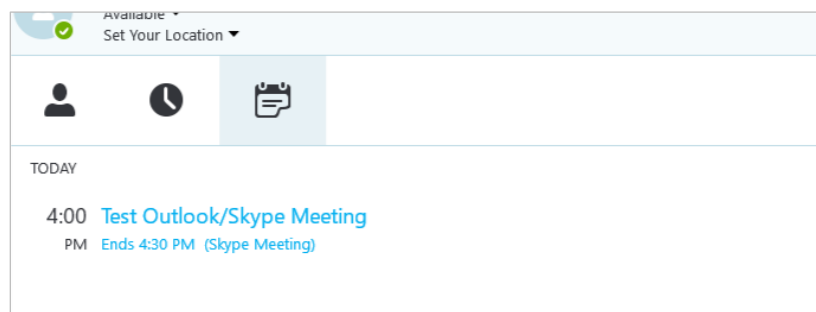 Available
Set Your Location
TODAY
4:00 Test Outlook/Skype Meeting
PM Ends 4:30 PM (Skype Meeting)